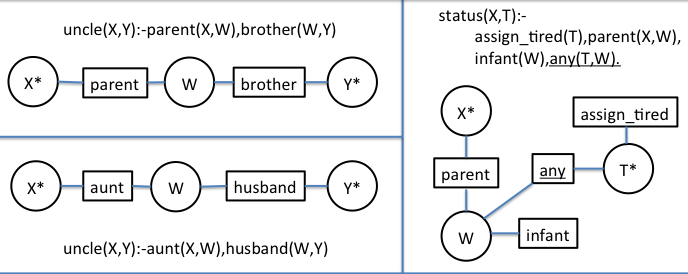 uncle(X,Y):-parent(X,W),brother(W,Y)
X* parent W brother Y*
X* aunt W husband Y*
uncle(X,Y):-aunt(X,W),husband(W,Y)
status(X,T):-
assign_tired(T),parent(X,W),
infant(W),any(T,W).
X*
assign_tired
parent
any
T*
W
infant